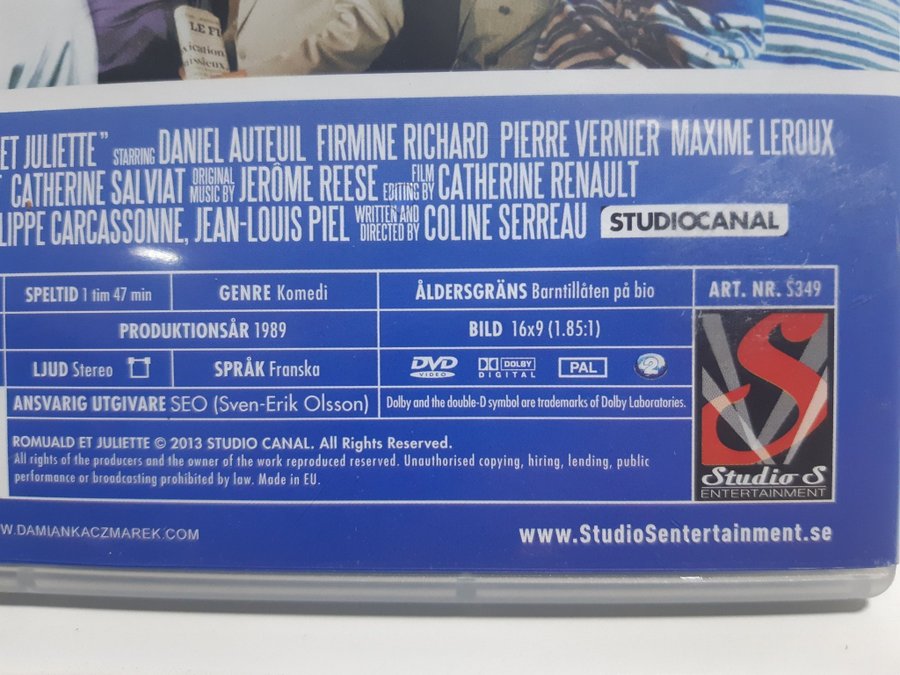 LE FI
ET JULIETTE" STARRING DANIEL AUTEUIL FIRMINE RICHARD PIERRE VERNIER MAXIME LEROUX
CATHERINE SALVIAT ORIGINAL MUSIC BY JERÔME REESE FILM EDITING BY CATHERINE RENAULT
LIPPE CARCASSONNE, JEAN-LOUIS PIEL WRITTEN AND DIRECTED BY COLINE SERREAU STUDIOCANAL
SPELTID 1 tim 47 min GENRE Komedi ÅLDERSGRÄNS Barntillåten på bio ART. NR. S349
PRODUKTIONSÅR 1989 BILD 16x9 (1.85:1)
LJUD Stereo SPRÅK Franska DVD VIDEO DOLBY DIGITAL PAL 2
ANSVARIG UTGIVARE SEO (Sven-Erik Olsson) Dolby and the double-D symbol are trademarks of Dolby Laboratories.
ROMUALD ET JULIETTE © 2013 STUDIO CANAL. All Rights Reserved.
All rights of the producers and the owner of the work reproduced reserved. Unauthorised copying, hiring, lending, public
performance or broadcasting prohibited by law. Made in EU.
S
Studio S
ENTERTAINMENT
W.DAMIANKACZMAREK.COM
www.StudioSentertainment.se